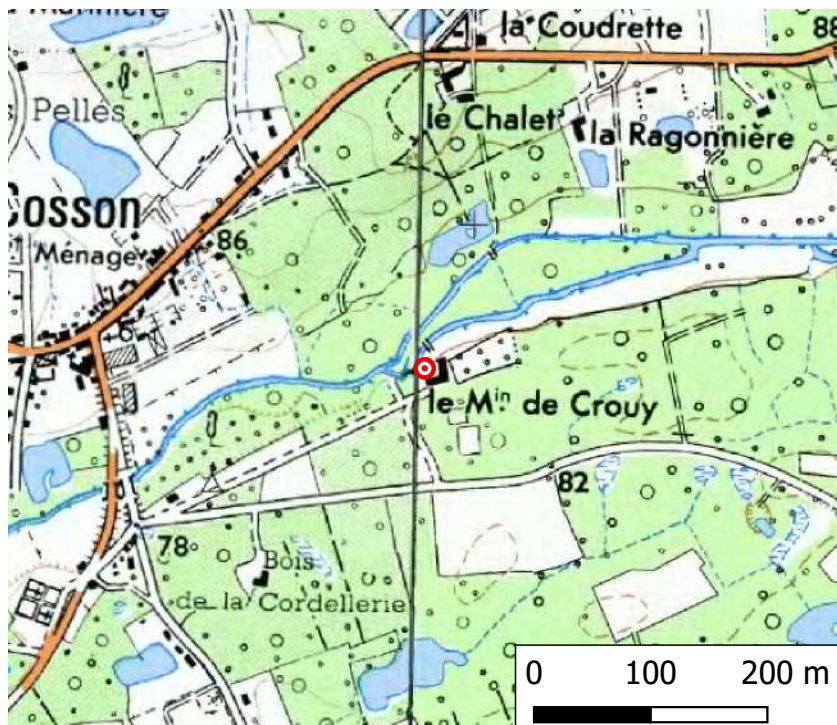 la Coudrette
88
Pelles
le Chalet
la Ragonnière
Cosson
Ménage
86
le Mᶦⁿ de Crouy
82
78
Bois
de la Cordellerie
0 100 200 m